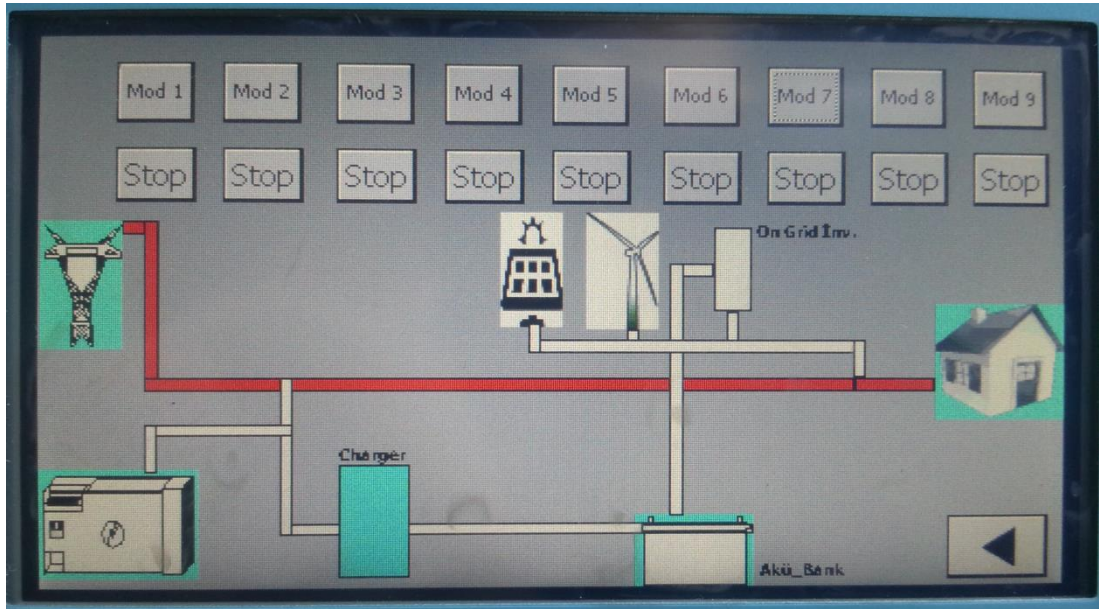 Mod 1 Mod 2 Mod 3 Mod 4 Mod 5 Mod 6 Mod 7 Mod 8 Mod 9
Stop Stop Stop Stop Stop Stop Stop Stop Stop
On Grid İnv.
Charger
Akü_Bank